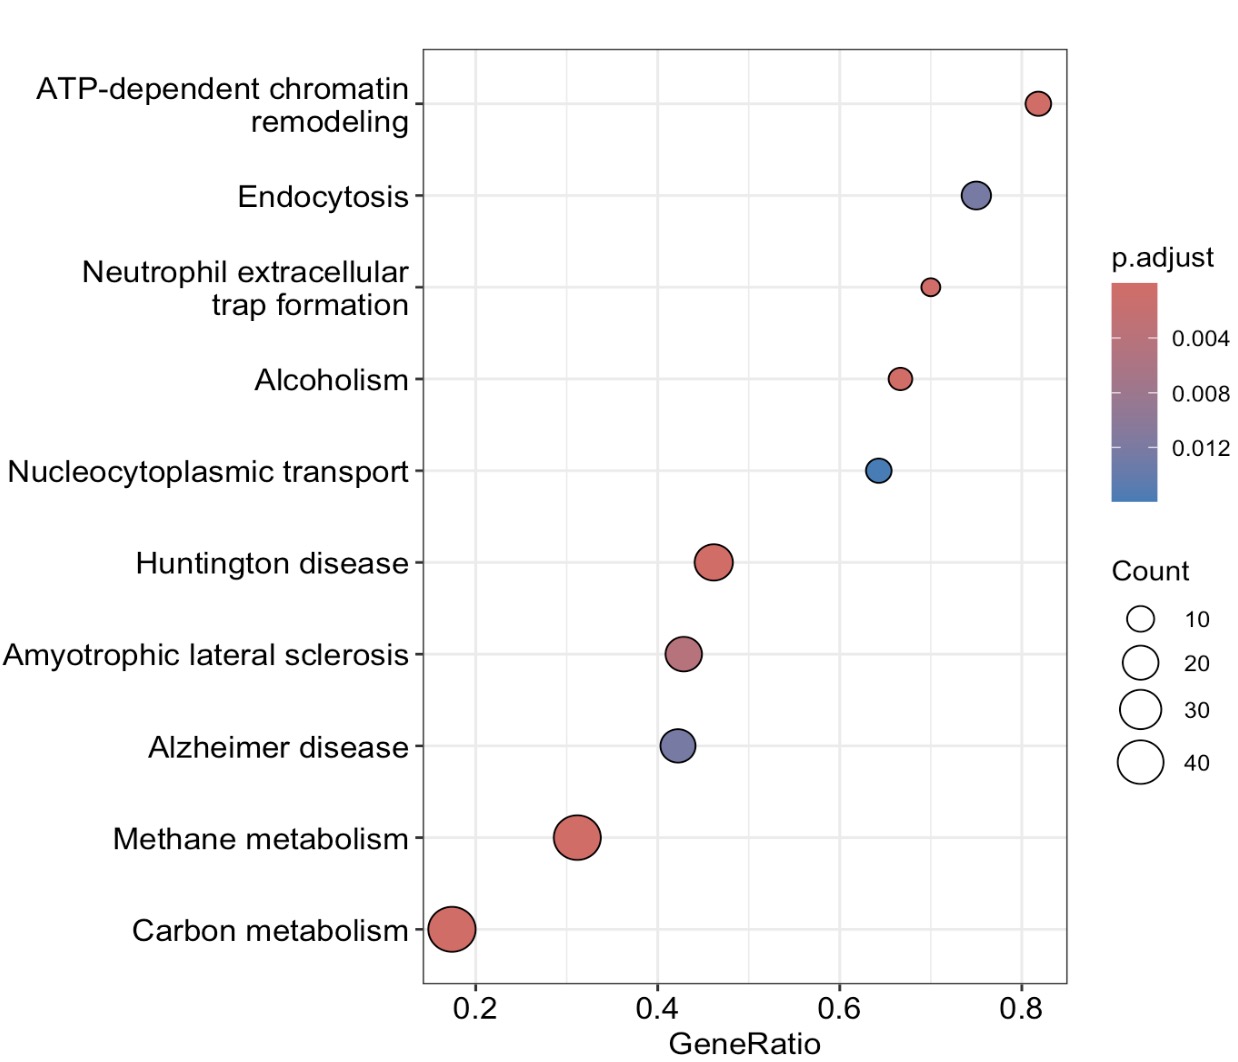 ATP-dependent chromatin
remodeling
Endocytosis
Neutrophil extracellular
trap formation
Alcoholism
Nucleocytoplasmic transport
Huntington disease
Amyotrophic lateral sclerosis
Alzheimer disease
Methane metabolism
Carbon metabolism
0.2
0.4
0.6
0.8
GeneRatio
p.adjust
0.004
0.008
0.012
Count
10
20
30
40